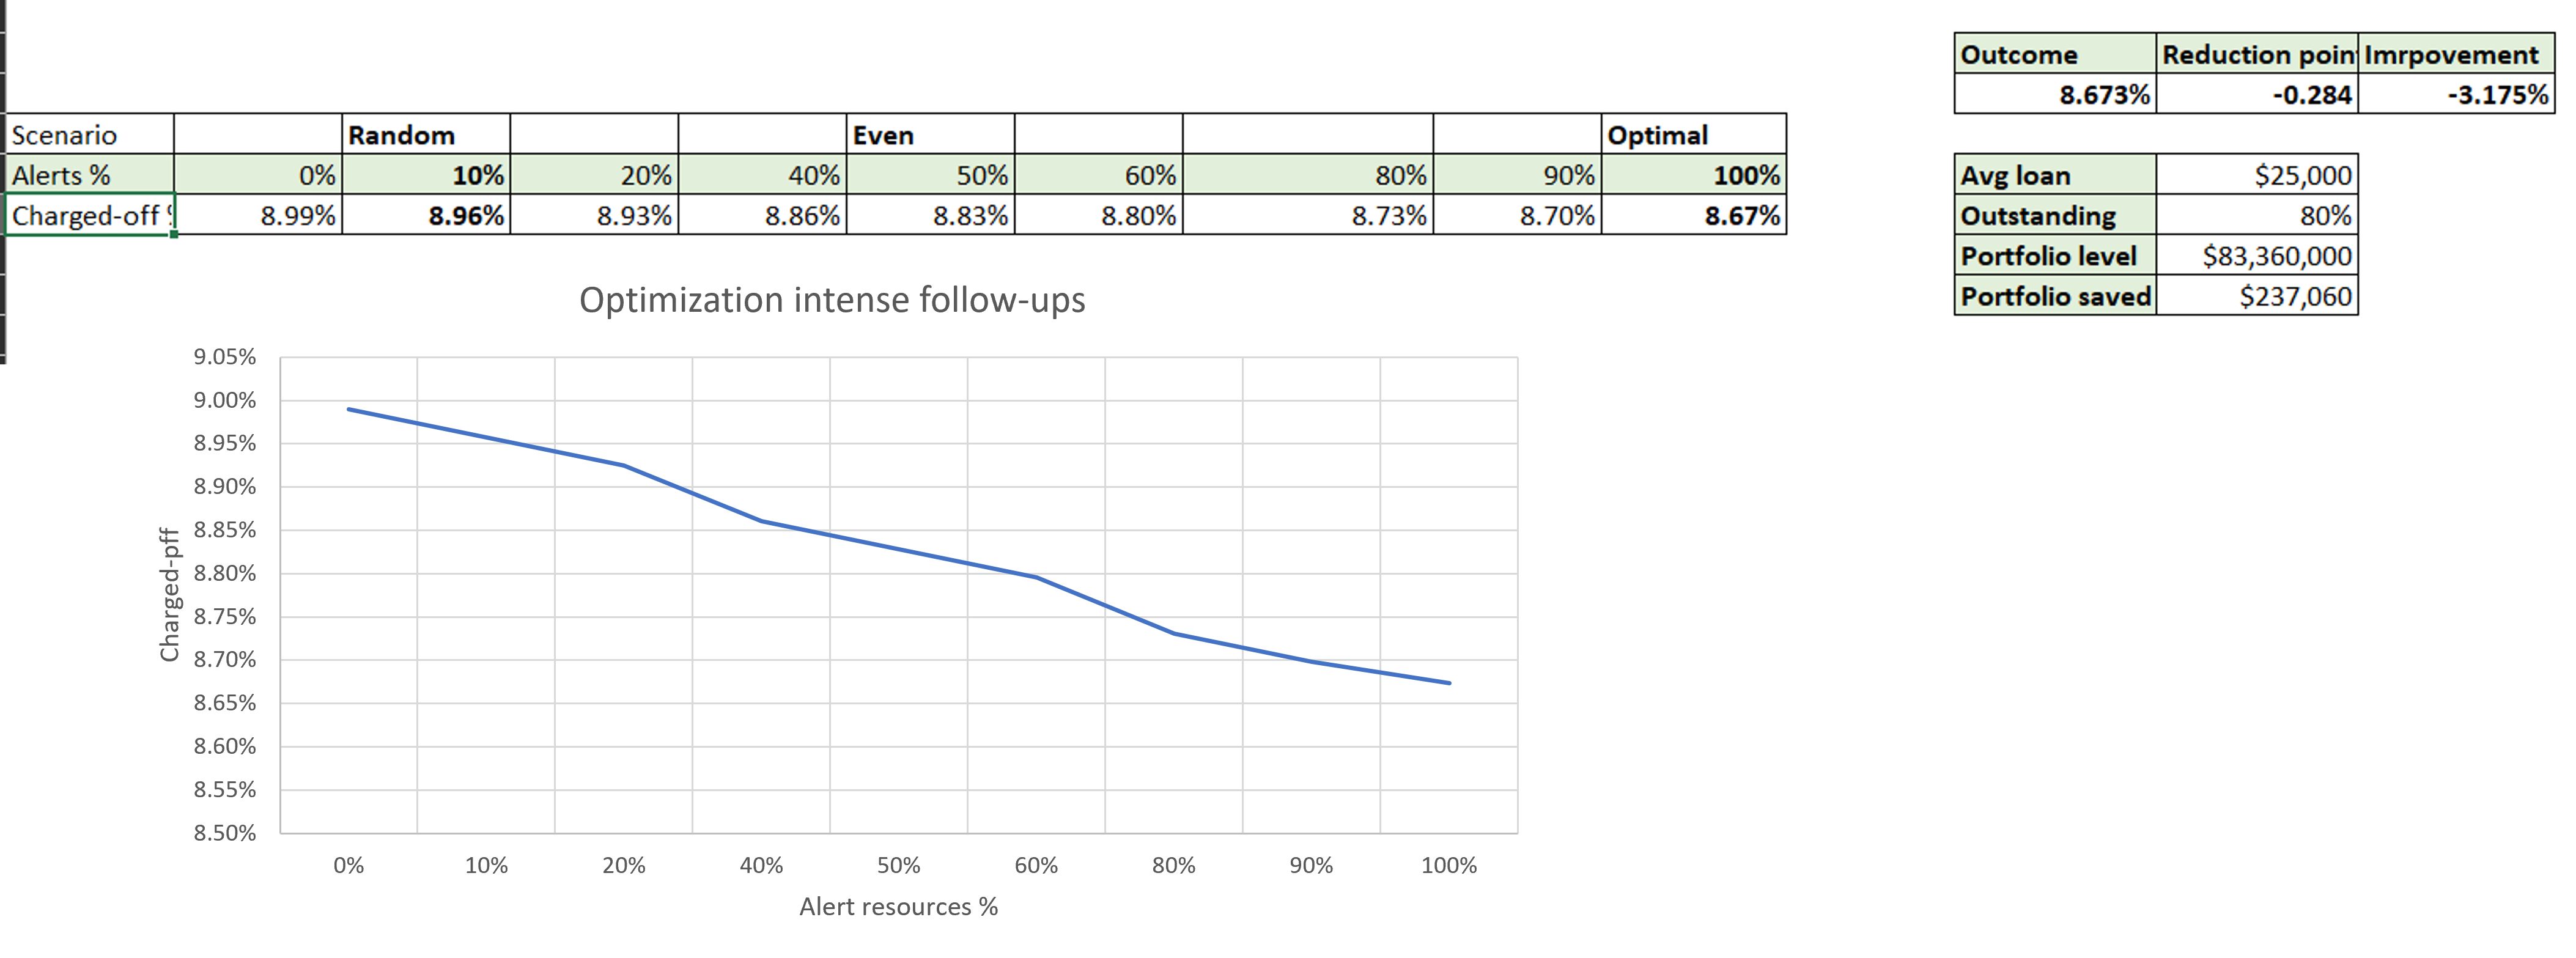 Outcome Reduction poin Imrpovement
8.673% -0.284 -3.175%
Scenario Random Even Optimal
Alerts % 0% 10% 20% 40% 50% 60% 80% 90% 100%
Charged-off 8.99% 8.96% 8.93% 8.86% 8.83% 8.80% 8.73% 8.70% 8.67%
Avg loan $25,000
Outstanding 80%
Portfolio level $83,360,000
Portfolio saved $237,060
Optimization intense follow-ups
9.05%
9.00%
8.95%
8.90%
8.85%
8.80%
8.75%
8.70%
8.65%
8.60%
8.55%
8.50%
Charged-pff
0% 10% 20% 40% 50% 60% 80% 90% 100%
Alert resources %